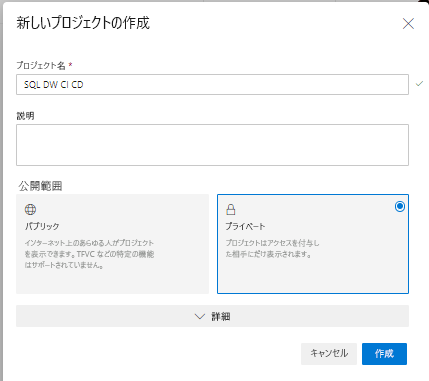 新しいプロジェクトの作成
プロジェクト名 *
SQL DW CI CD
説明
公開範囲
パブリック
インターネット上のあらゆる人がプロジェクト
を表示できます。TFVC などの特定の機能
はサポートされていません。
プライベート
プロジェクトはアクセスを付与し
た相手にだけ表示されます。
詳細
キャンセル
作成